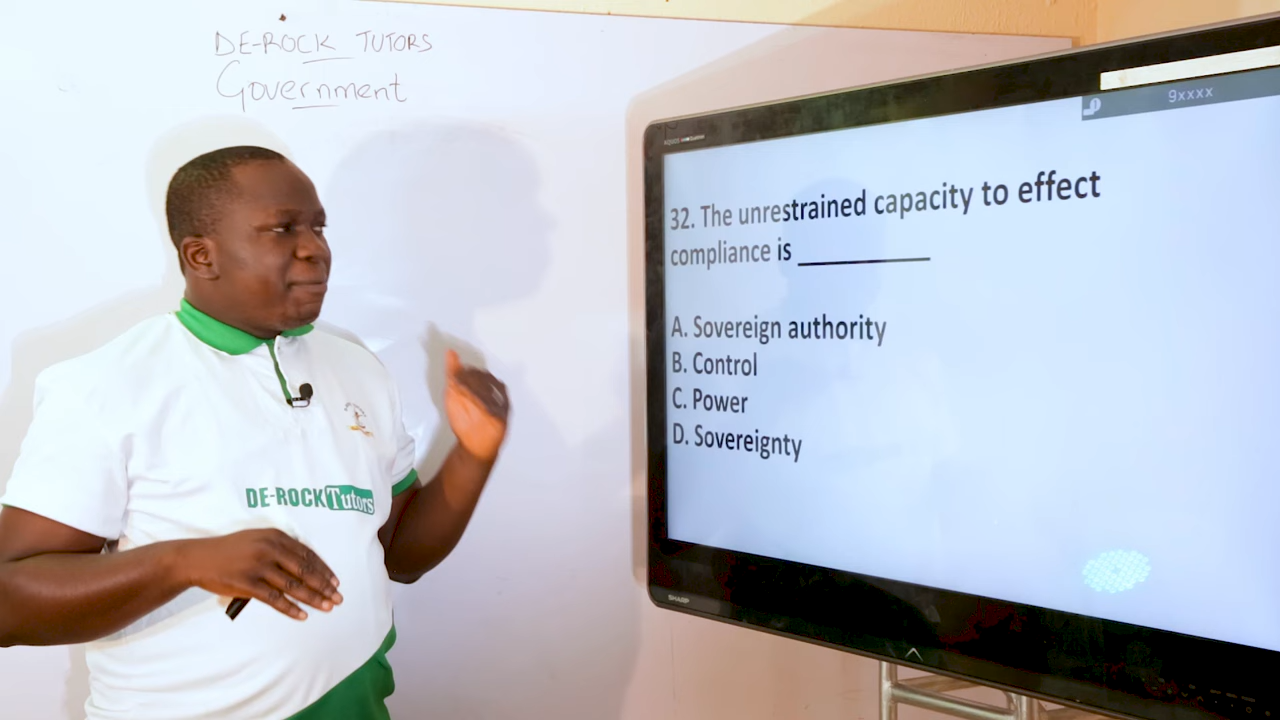 DE-ROCK TUTORS
Government
9xxxx
32. The unrestrained capacity to effect
compliance is __________
A. Sovereign authority
B. Control
C. Power
D. Sovereignty
DE-ROCK Tutors
SHARP